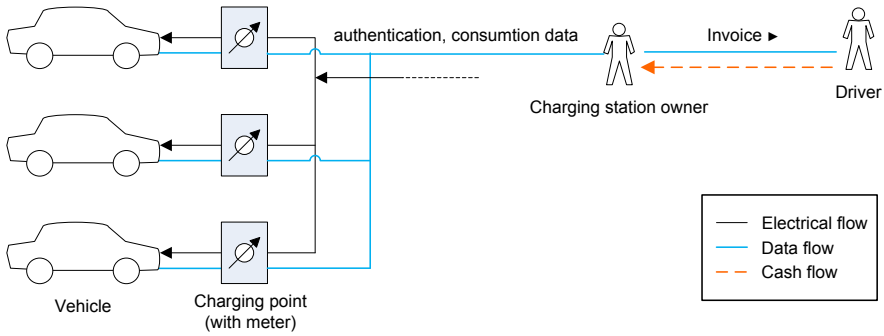 authentication, consumtion data
Invoice ►
Driver
Charging station owner
Electrical flow
Data flow
Cash flow
Vehicle
Charging point
(with meter)